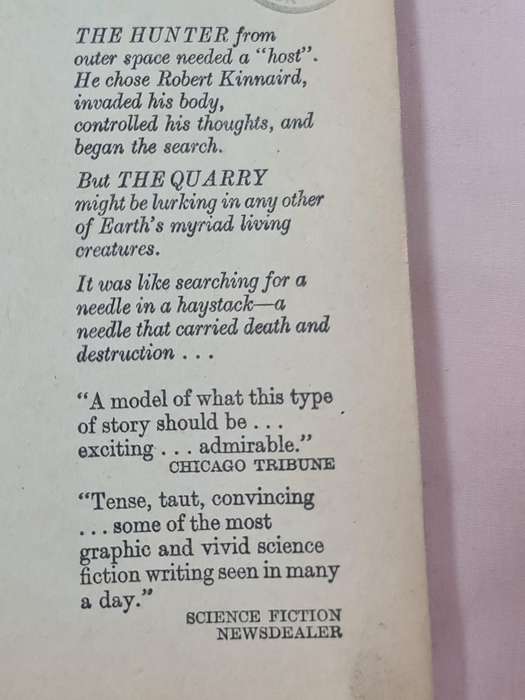 THE HUNTER from
outer space needed a "host".
He chose Robert Kinnaird,
invaded his body,
controlled his thoughts, and
began the search.
But THE QUARRY
might be lurking in any other
of Earth's myriad living
creatures.
It was like searching for a
needle in a haystack—a
needle that carried death and
destruction . . .
"A model of what this type
of story should be . . .
exciting . . . admirable."
CHICAGO TRIBUNE
"Tense, taut, convincing
. . . some of the most
graphic and vivid science
fiction writing seen in many
a day."
SCIENCE FICTION
NEWSDEALER